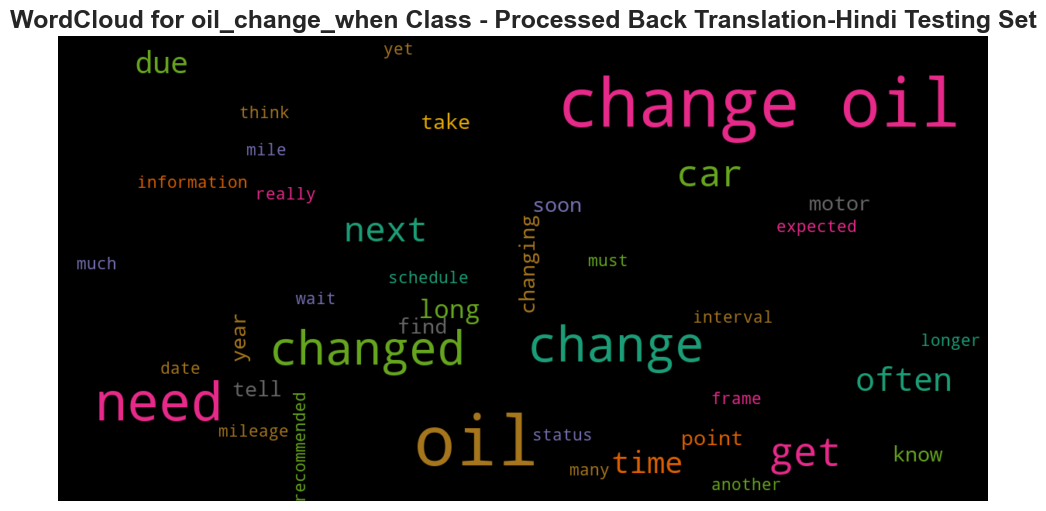 WordCloud for oil_change_when Class - Processed Back Translation-Hindi Testing Set
yet
due
change oil
think
take
mile
car
information
really
soon
motor
next
expected
changing
much
must
schedule
wait
long
interval
find
year
changed
change
longer
date
tell
often
need
frame
mileage
recommended
oil
status
point
get
know
many
time
another